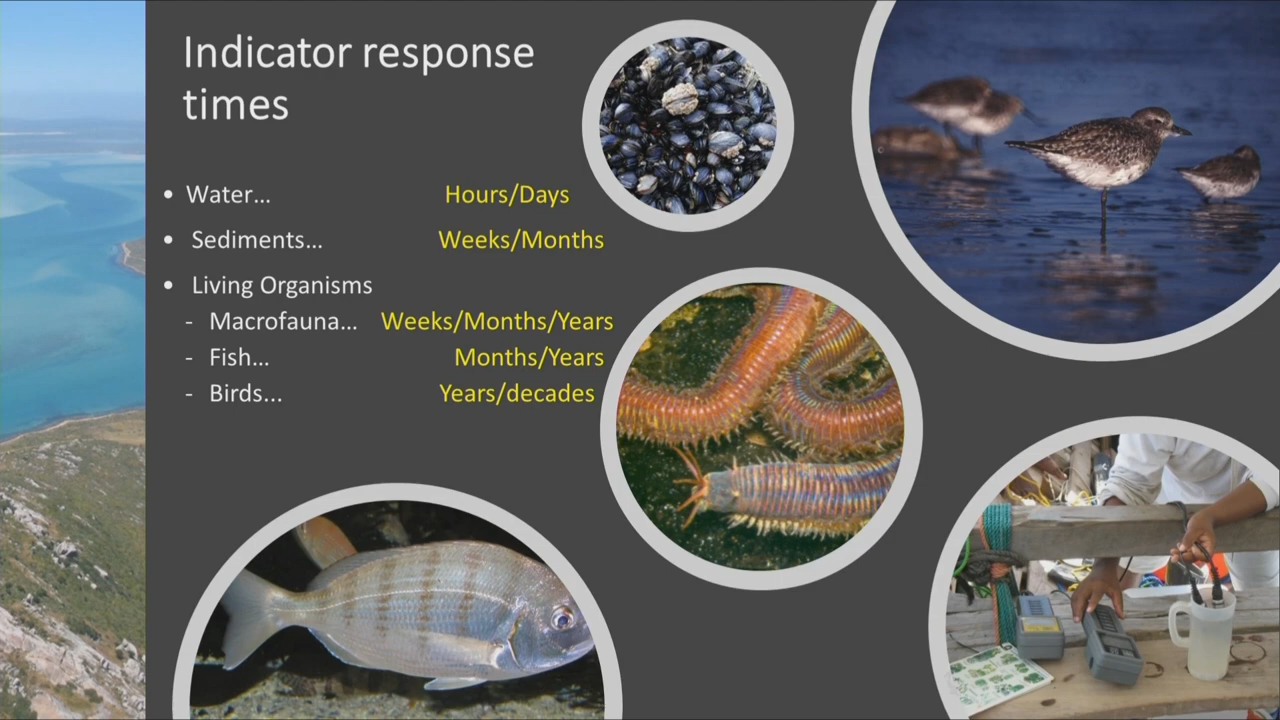 Indicator response
times
• Water... Hours/Days
• Sediments... Weeks/Months
• Living Organisms
- Macrofauna... Weeks/Months/Years
- Fish... Months/Years
- Birds... Years/decades